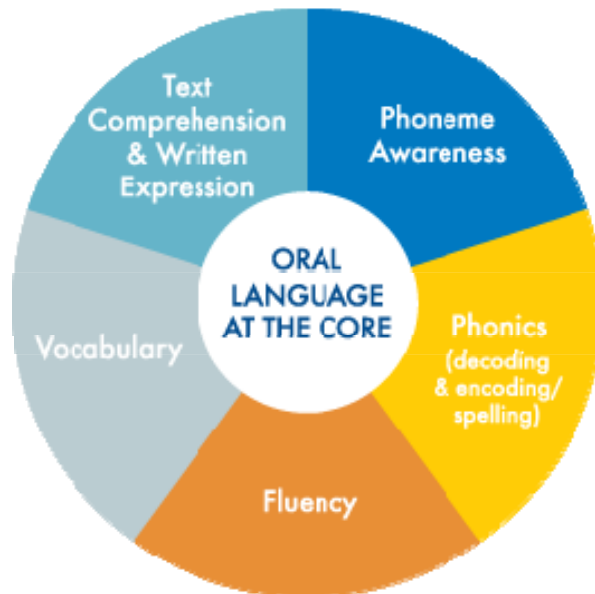 Text
Comprehension
& Written
Expression
Phoneme
Awareness
ORAL
LANGUAGE
AT THE CORE
Phonics
(decoding
& encoding/
spelling)
Vocabulary
Fluency